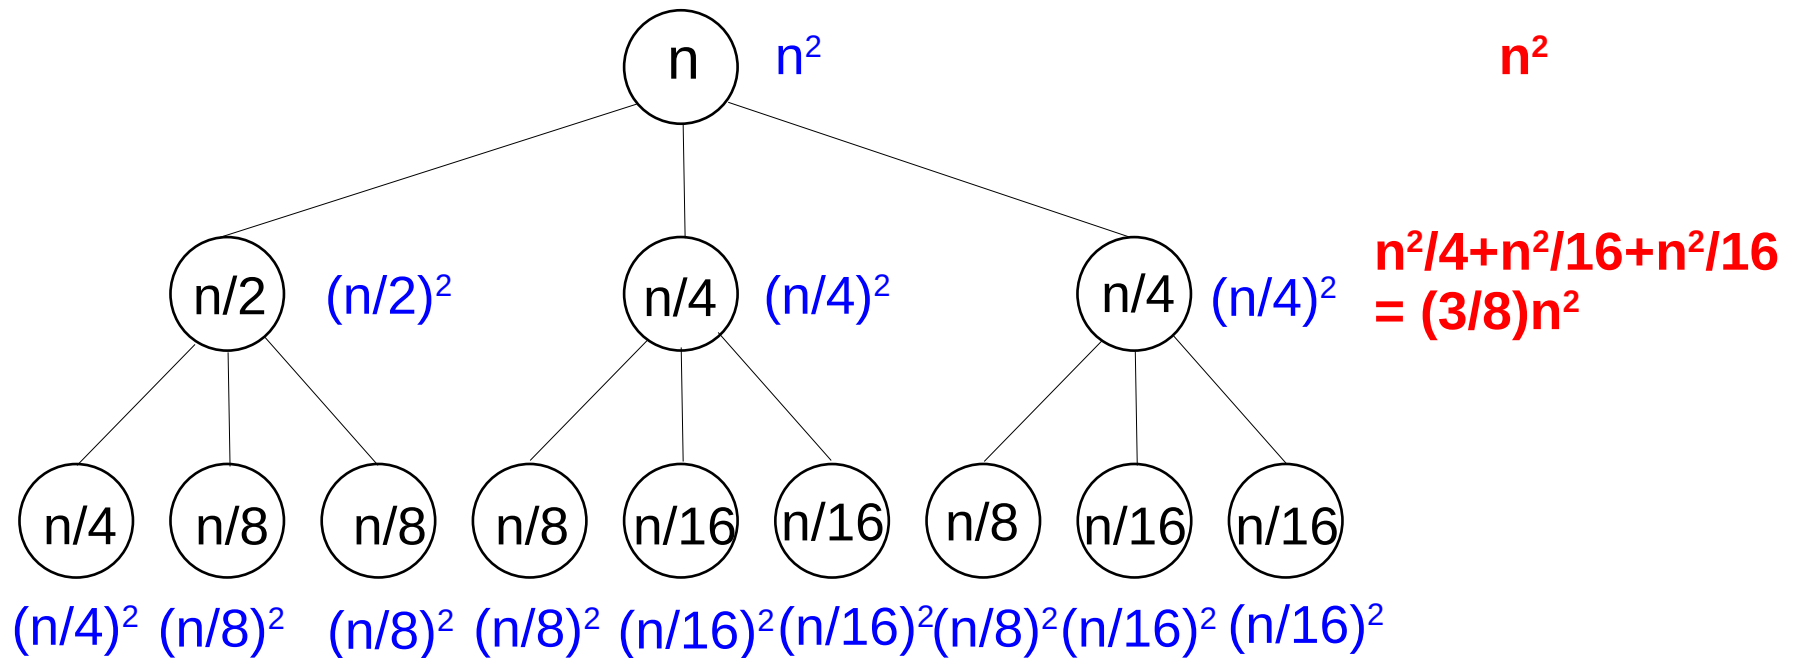 n n² n²
n/2 (n/2)² n/4 (n/4)² n/4 (n/4)² n²/4+n²/16+n²/16
= (3/8)n²
n/4 n/8 n/8 n/8 n/16 n/16 n/8 n/16 n/16
(n/4)² (n/8)² (n/8)² (n/8)² (n/16)² (n/16)² (n/8)² (n/16)² (n/16)²